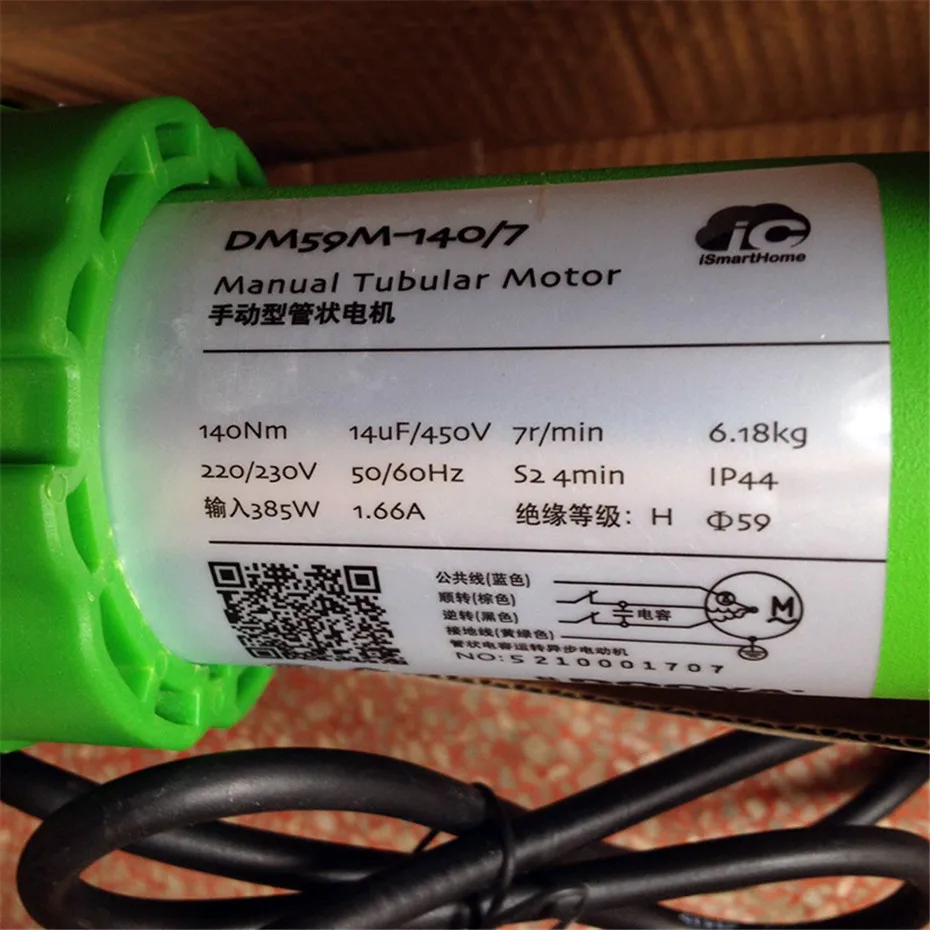 DM59M-140/7
iC
iSmartHome
Manual Tubular Motor
手动型管状电机
140Nm 14uF/450V 7r/min 6.18kg
220/230V 50/60Hz S2 4min IP44
输入385W 1.66A 绝缘等级：H Φ59
公共线(蓝色)
顺转(棕色)
电容
逆转(黑色)
M
接地线(黄绿色)
管状电容运转异步电动机
NO:5210001707